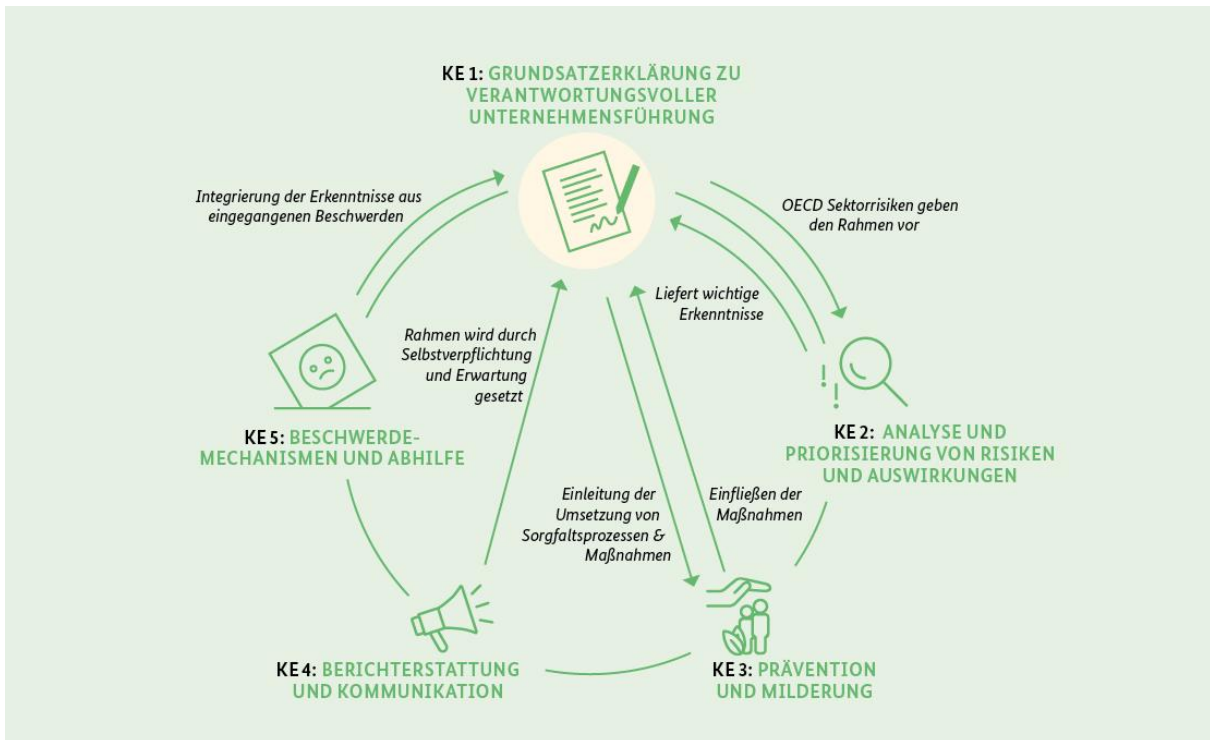 KE 1: GRUNDSATZERKLÄRUNG ZU
VERANTWORTUNGSVOLLER
UNTERNEHMENSFÜHRUNG
Integrierung der Erkenntnisse aus
eingegangenen Beschwerden
OECD Sektorrisiken geben
den Rahmen vor
Liefert wichtige
Erkenntnisse
Rahmen wird durch
Selbstverpflichtung
und Erwartung
gesetzt
KE 5: BESCHWERDE-
MECHANISMEN UND ABHILFE
KE 2: ANALYSE UND
PRIORISIERUNG VON RISIKEN
UND AUSWIRKUNGEN
Einleitung der
Umsetzung von
Sorgfaltsprozessen &
Maßnahmen
Einfließen der
Maßnahmen
KE 4: BERICHTERSTATTUNG
UND KOMMUNIKATION
KE 3: PRÄVENTION
UND MILDERUNG